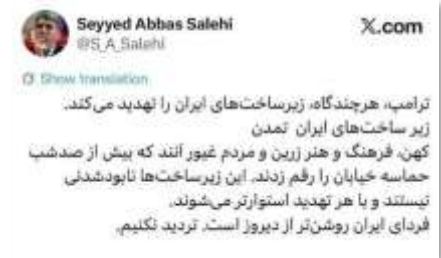 Seyyed Abbas Salehi
@S_A_Salehi
X.com
Show translation
ترامپ، هرچندگاه، زیرساخت‌های ایران را تهدید می‌کند.
زیر ساخت‌های ایران تمدن
کهن، فرهنگ و هنر زرین و مردم غیور آنند که بیش از صدشب
حماسه خیابان را رقم زدند. این زیرساخت‌ها نابودشدنی
نیستند و با هر تهدید استوارتر می‌شوند.
فردای ایران روشن‌تر از دیروز است. تردید نکنیم.